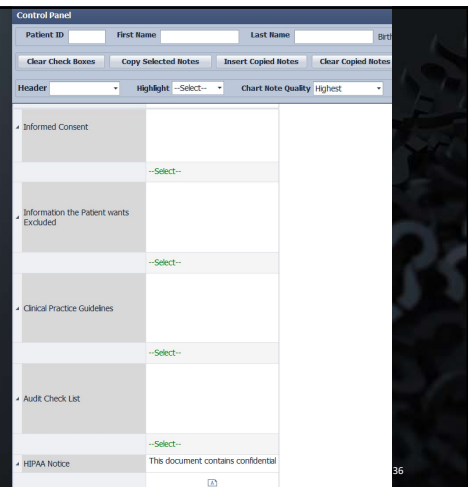 Control Panel
Patient ID First Name Last Name Birt
Clear Check Boxes Copy Selected Notes Insert Copied Notes Clear Copied Notes
Header Highlight --Select-- Chart Note Quality Highest
Informed Consent
--Select--
Information the Patient wants
Excluded
--Select--
Clinical Practice Guidelines
--Select--
Audit Check List
--Select--
HIPAA Notice This document contains confidential
36